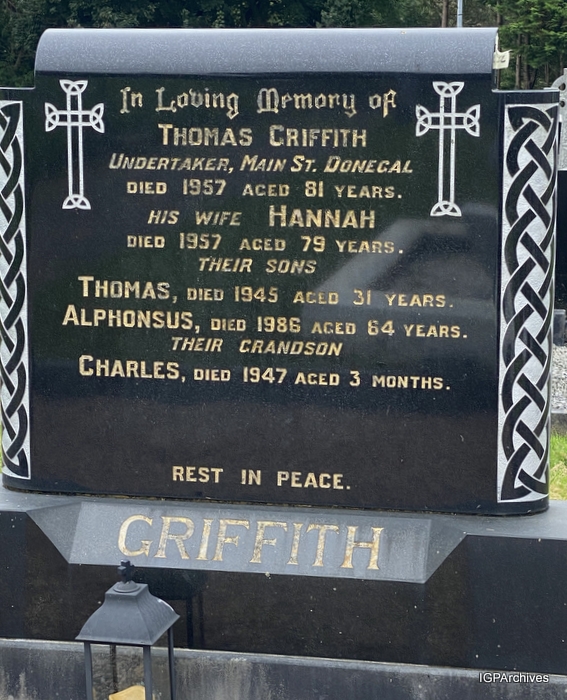 In Loving Memory of
THOMAS GRIFFITH
UNDERTAKER, MAIN ST. DONEGAL
DIED 1957 AGED 81 YEARS.
HIS WIFE HANNAH
DIED 1957 AGED 79 YEARS.
THEIR SONS
THOMAS, DIED 1945 AGED 31 YEARS.
ALPHONSUS, DIED 1986 AGED 64 YEARS.
THEIR GRANDSON
CHARLES, DIED 1947 AGED 3 MONTHS.
REST IN PEACE.
GRIFFITH
IGPArchives